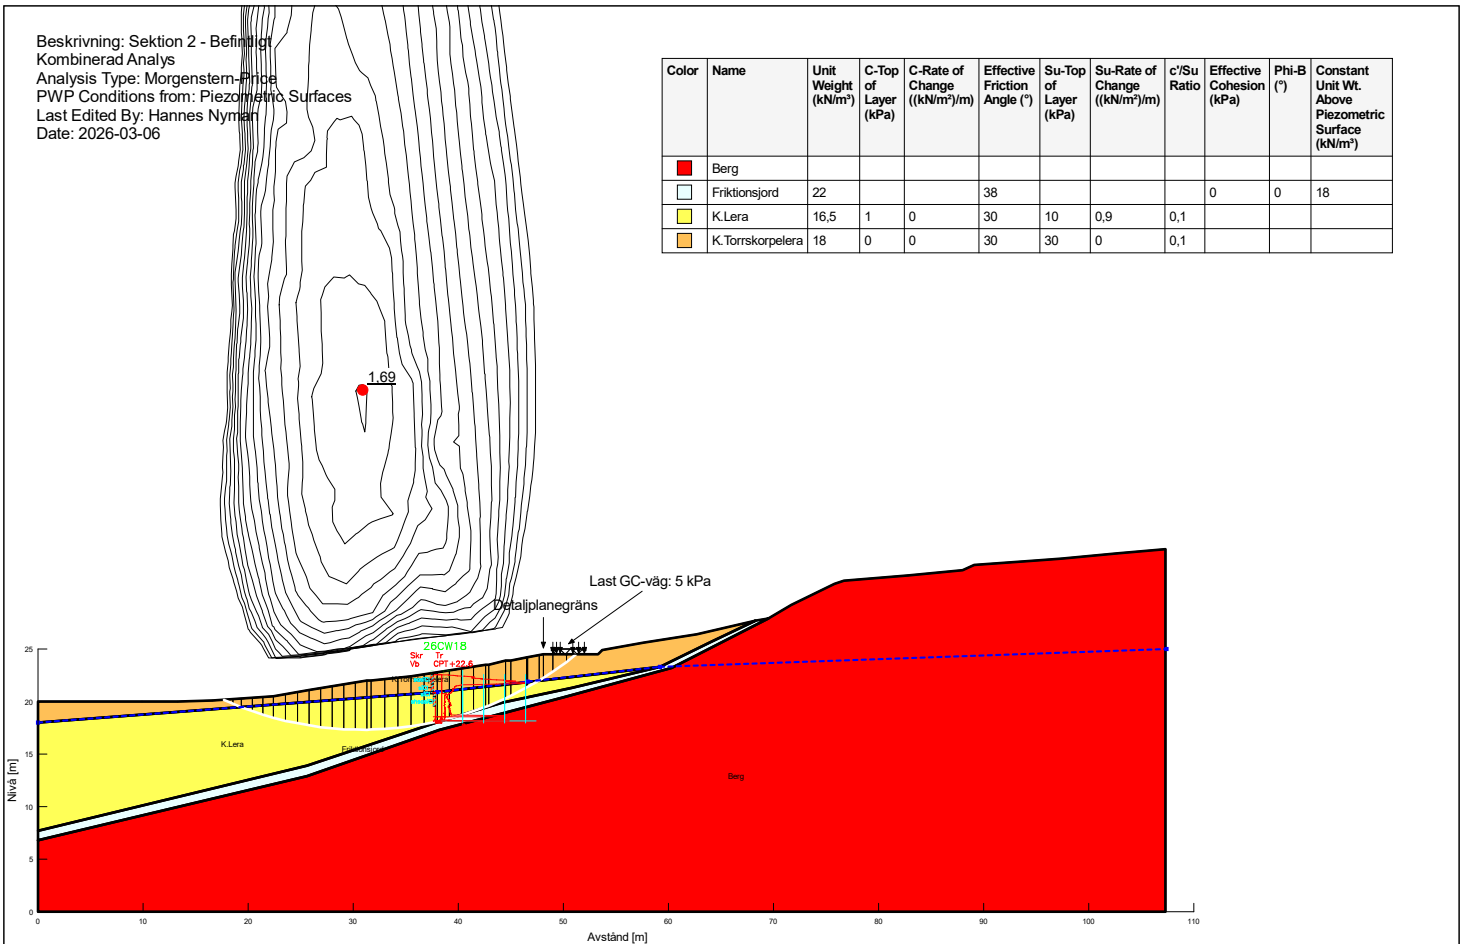 Beskrivning: Sektion 2 - Befintligt
Kombinerad Analys
Analysis Type: Morgenstern-Price
PWP Conditions from: Piezometric Surfaces
Last Edited By: Hannes Nyman
Date: 2026-03-06
Color Name Unit Weight (kN/m³) C-Top of Layer (kPa) C-Rate of Change ((kN/m²)/m) Effective Friction Angle (°) Su-Top of Layer (kPa) Su-Rate of Change ((kN/m²)/m) c'/Su Ratio Effective Cohesion (kPa) Phi-B (°) Constant Unit Wt. Above Piezometric Surface (kN/m³)
Berg
Friktionsjord 22 38 0 0 18
K.Lera 16,5 1 0 30 10 0,9 0,1
K.Torrskorpelera 18 0 0 30 30 0 0,1
1,69
Last GC-väg: 5 kPa
Detaljplanegräns
26CW18
Skr Tr
Vb CPT+22.6
K.Lera
Friktionsjord
Berg
Nivå [m]
25
20
15
10
5
0
0 10 20 30 40 50 60 70 80 90 100 110
Avstånd [m]